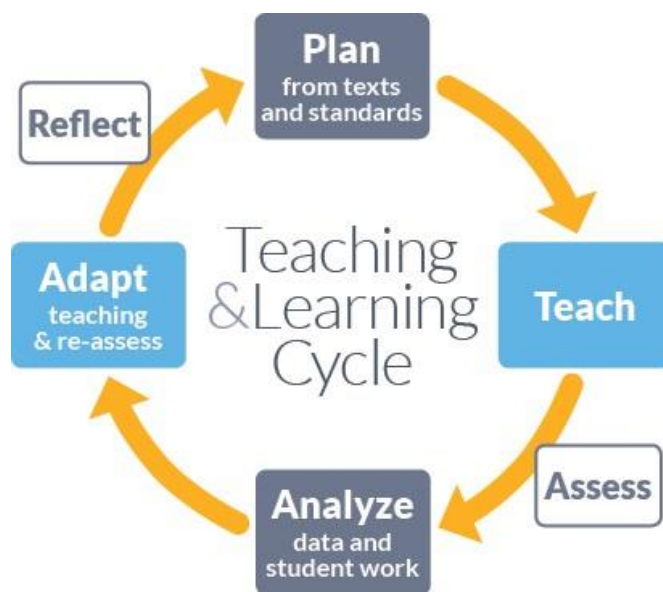 Plan
from texts
and standards
Reflect
Adapt
teaching
& re-assess
Teaching
&Learning
Cycle
Teach
Assess
Analyze
data and
student work